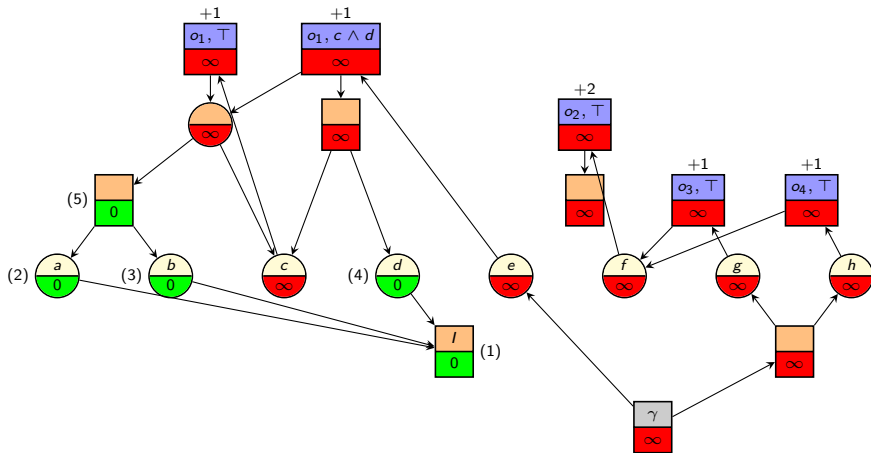 +1 +1
o₁, ⊤ o₁, c ∧ d
∞ ∞
+2
o₂, ⊤
∞ ∞ ∞
+1 +1
(5) o₃, ⊤ o₄, ⊤
0 ∞ ∞ ∞
(2) a (3) b c (4) d e f g h
0 0 ∞ 0 ∞ ∞ ∞ ∞
I (1)
0 ∞
γ
∞